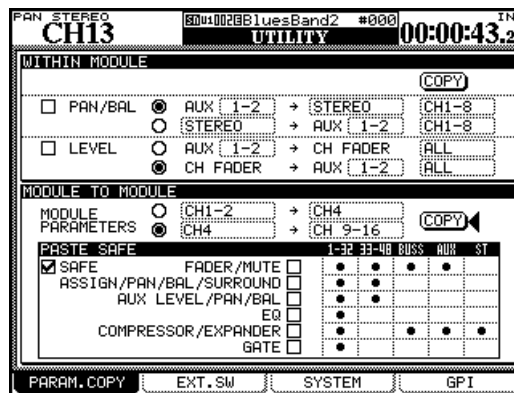 PAN STEREO
CH13
BluesBand2 #000
UTILITY
IN
00:00:43.2
WITHIN MODULE
COPY
PAN/BAL AUX 1-2 → STEREO CH1-8
STEREO → AUX 1-2 CH1-8
LEVEL AUX 1-2 → CH FADER ALL
CH FADER → AUX 1-2 ALL
MODULE TO MODULE
MODULE PARAMETERS
CH1-2 → CH4
CH4 → CH 9-16
COPY
PASTE SAFE 1-32 33-48 BUSS AUX ST
SAFE FADER/MUTE
ASSIGN/PAN/BAL/SURROUND
AUX LEVEL/PAN/BAL
EQ
COMPRESSOR/EXPANDER
GATE
PARAM.COPY EXT.SW SYSTEM GPI